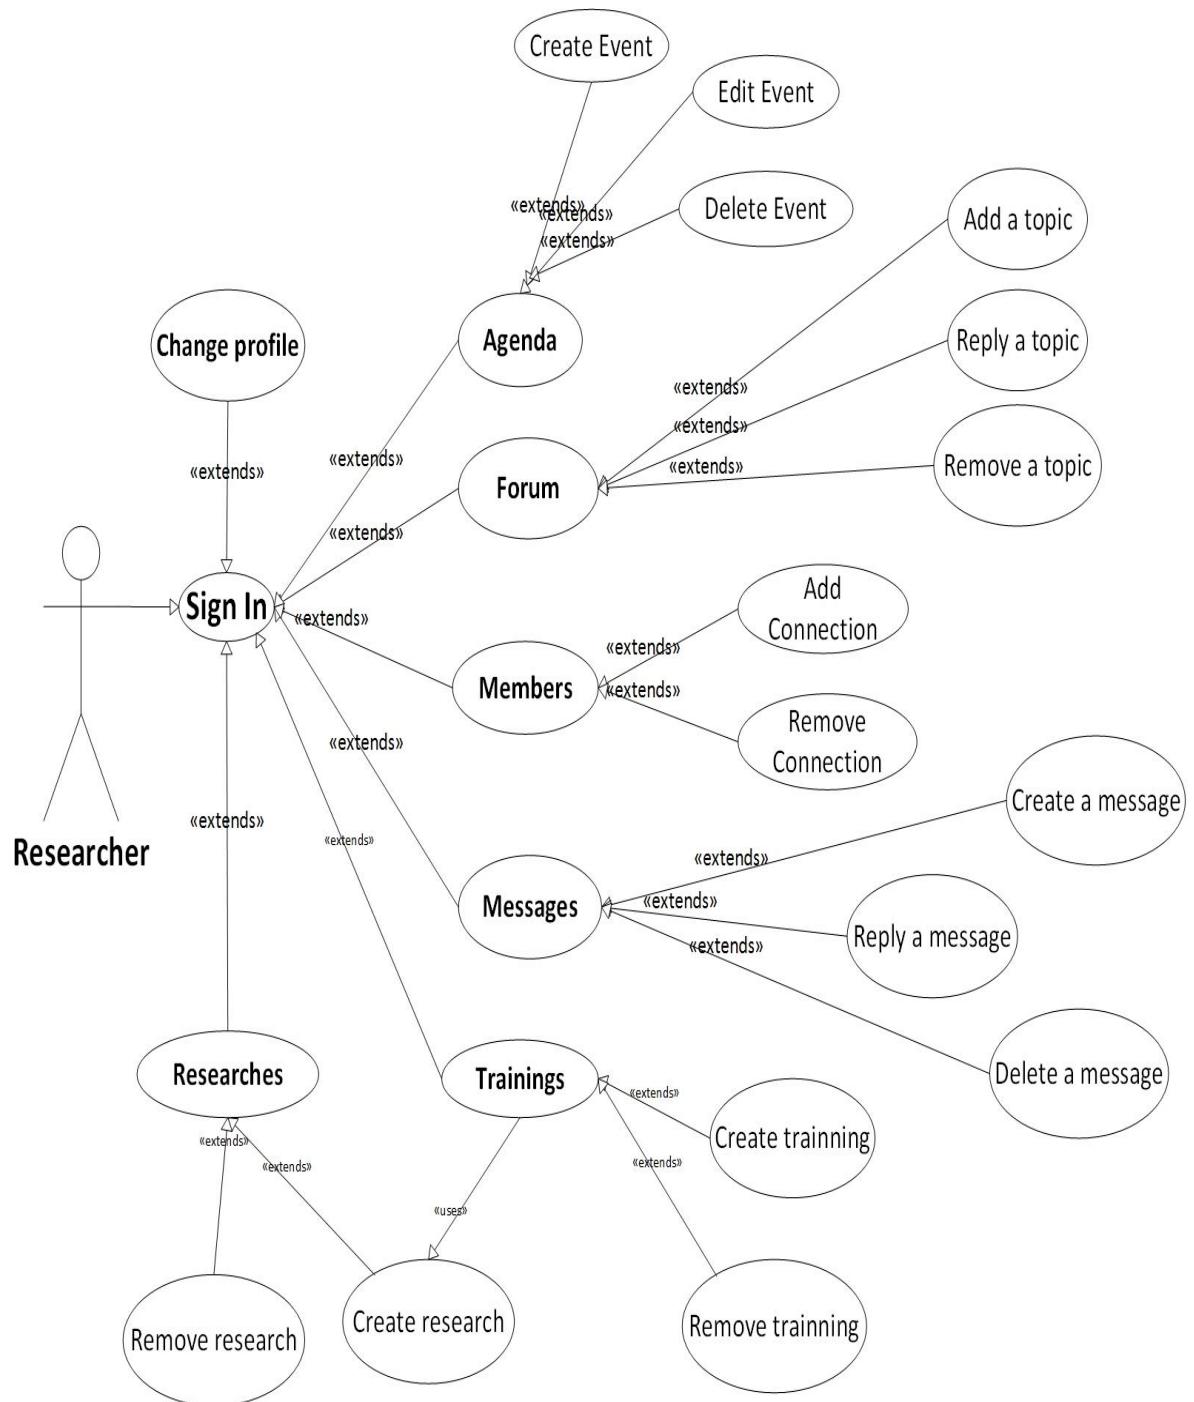 Create Event
Edit Event
«extends»
«extends»
«extends»
Delete Event
Add a topic
Change profile
Agenda
Reply a topic
«extends»
«extends»
«extends»
«extends»
«extends»
Forum
Remove a topic
«extends»
Sign In
«extends»
Add
Connection
«extends»
Members
«extends»
Remove
Connection
«extends»
Create a message
«extends»
«extends»
Researcher
«extends»
Messages
«extends»
«extends»
Reply a message
Researches
Trainings
Delete a message
«extends»
Create trainning
«extends»
«extends»
«extends»
«uses»
Remove research
Create research
Remove trainning